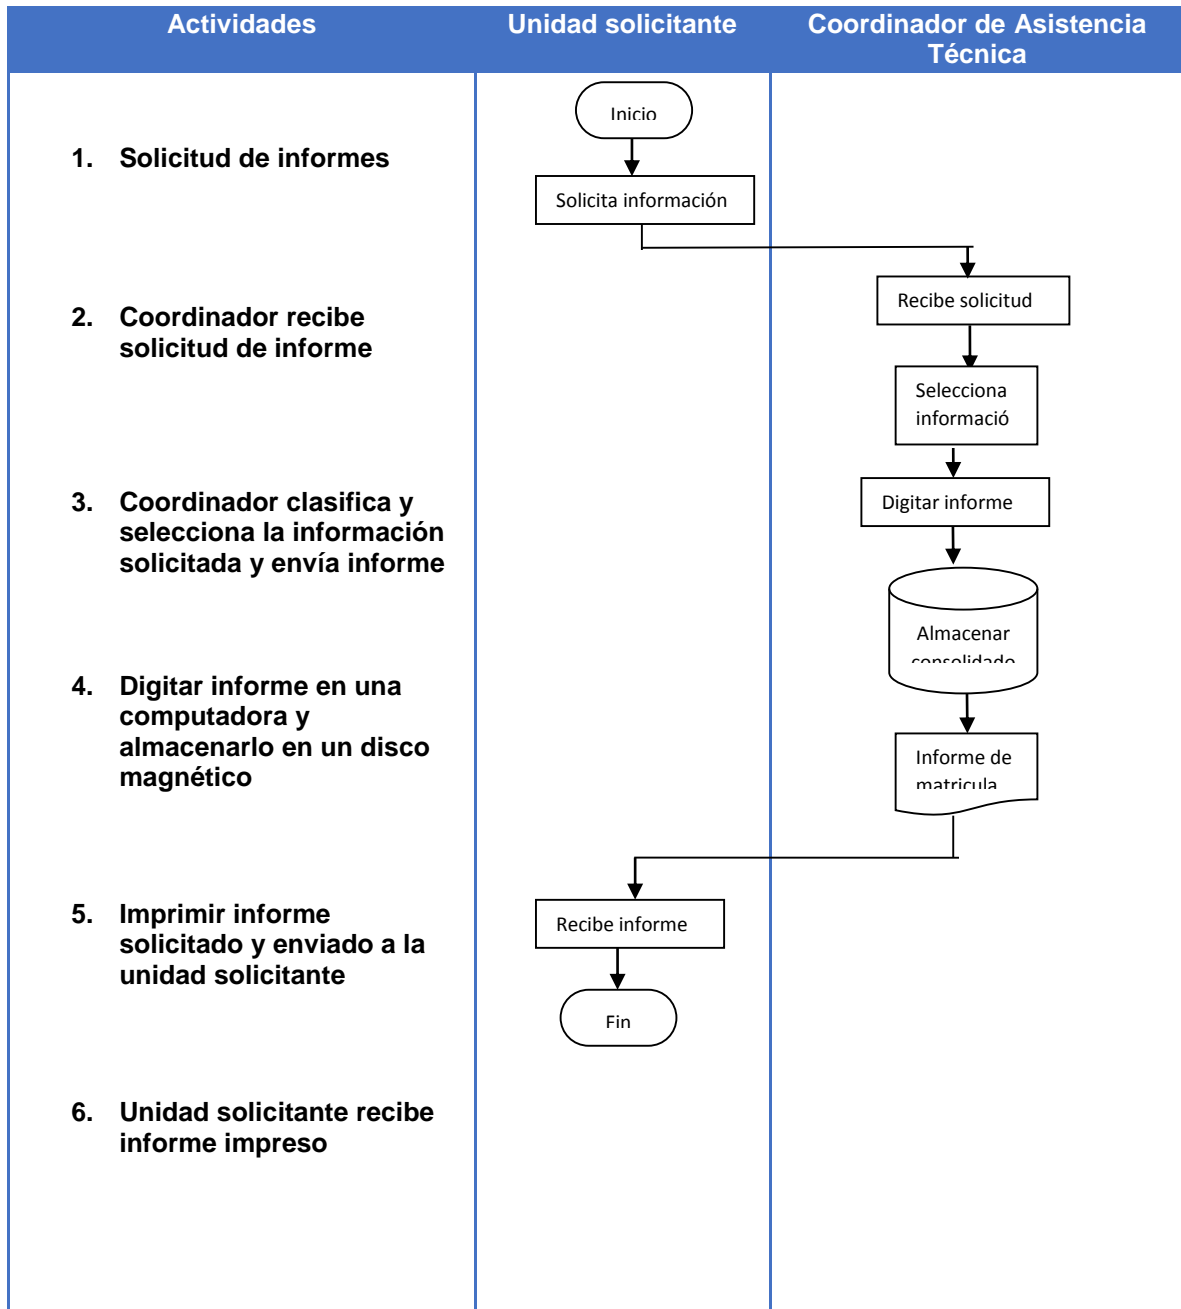 Actividades
Unidad solicitante
Coordinador de Asistencia
Técnica
1. Solicitud de informes
2. Coordinador recibe
solicitud de informe
3. Coordinador clasifica y
selecciona la información
solicitada y envía informe
4. Digitar informe en una
computadora y
almacenarlo en un disco
magnético
5. Imprimir informe
solicitado y enviado a la
unidad solicitante
6. Unidad solicitante recibe
informe impreso
Inicio
Solicita información
Recibe solicitud
Selecciona
informació
Digitar informe
Almacenar
consolidado
Informe de
matricula
Recibe informe
Fin